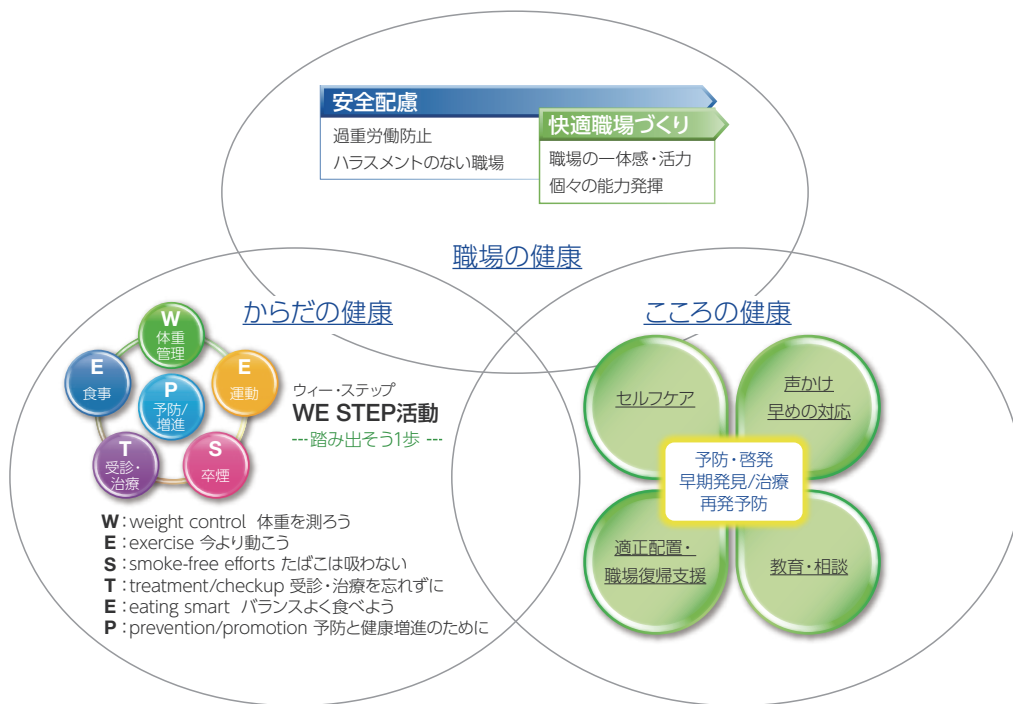 安全配慮
過重労働防止
ハラスメントのない職場
快適職場づくり
職場の一体感・活力
個々の能力発揮
職場の健康
からだの健康
W
体重
管理
E
食事
E
運動
P
予防/
増進
T
受診・
治療
S
卒煙
ウィー・ステップ
WE STEP活動
---踏み出そう1歩 ---
W：weight control 体重を測ろう
E：exercise 今より動こう
S：smoke-free efforts たばこは吸わない
T：treatment/checkup 受診・治療を忘れずに
E：eating smart バランスよく食べよう
P：prevention/promotion 予防と健康増進のために
こころの健康
セルフケア
声かけ
早めの対応
予防・啓発
早期発見/治療
再発予防
適正配置・
職場復帰支援
教育・相談